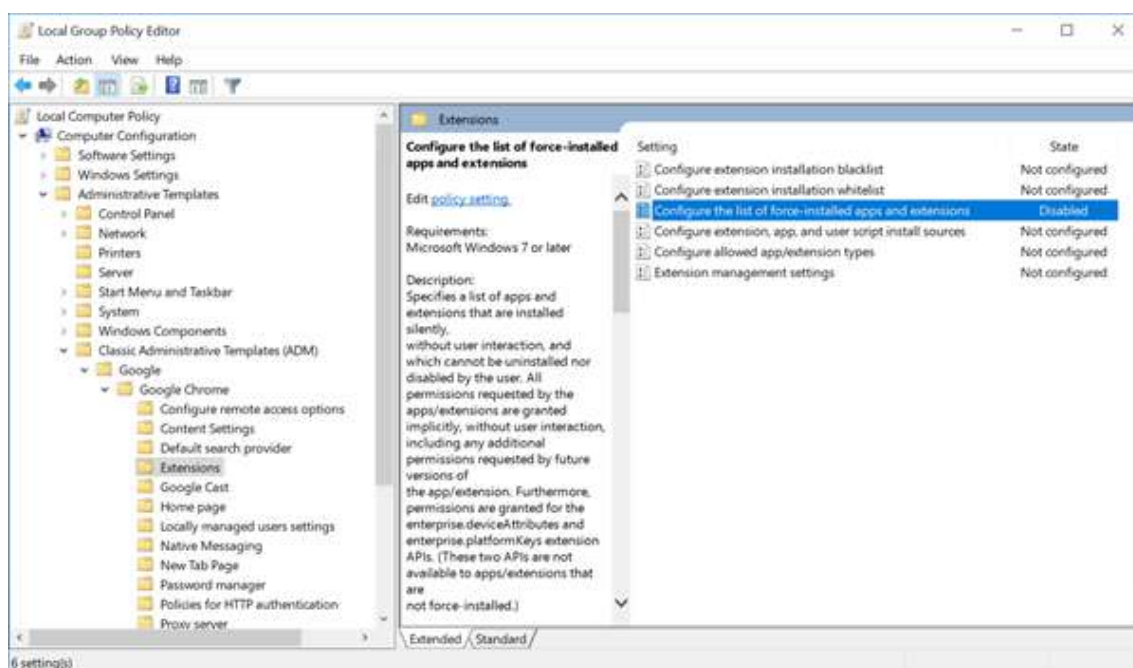 Local Group Policy Editor
File Action View Help
Local Computer Policy
Computer Configuration
Software Settings
Windows Settings
Administrative Templates
Control Panel
Network
Printers
Server
Start Menu and Taskbar
System
Windows Components
Classic Administrative Templates (ADM)
Google
Google Chrome
Configure remote access options
Content Settings
Default search provider
Extensions
Google Cast
Home page
Locally managed users settings
Native Messaging
New Tab Page
Password manager
Policies for HTTP authentication
Proxy server
Extensions
Configure the list of force-installed
apps and extensions
Edit policy setting.
Requirements:
Microsoft Windows 7 or later
Description:
Specifies a list of apps and
extensions that are installed
silently,
without user interaction, and
which cannot be uninstalled nor
disabled by the user. All
permissions requested by the
apps/extensions are granted
implicitly, without user interaction,
including any additional
permissions requested by future
versions of
the app/extension. Furthermore,
permissions are granted for the
enterprise.deviceAttributes and
enterprise.platformKeys extension
APIs. (These two APIs are not
available to apps/extensions that
are
not force-installed.)
Setting State
Configure extension installation blacklist Not configured
Configure extension installation whitelist Not configured
Configure the list of force-installed apps and extensions Disabled
Configure extension, app, and user script install sources Not configured
Configure allowed app/extension types Not configured
Extension management settings Not configured
Extended Standard
6 setting(s)